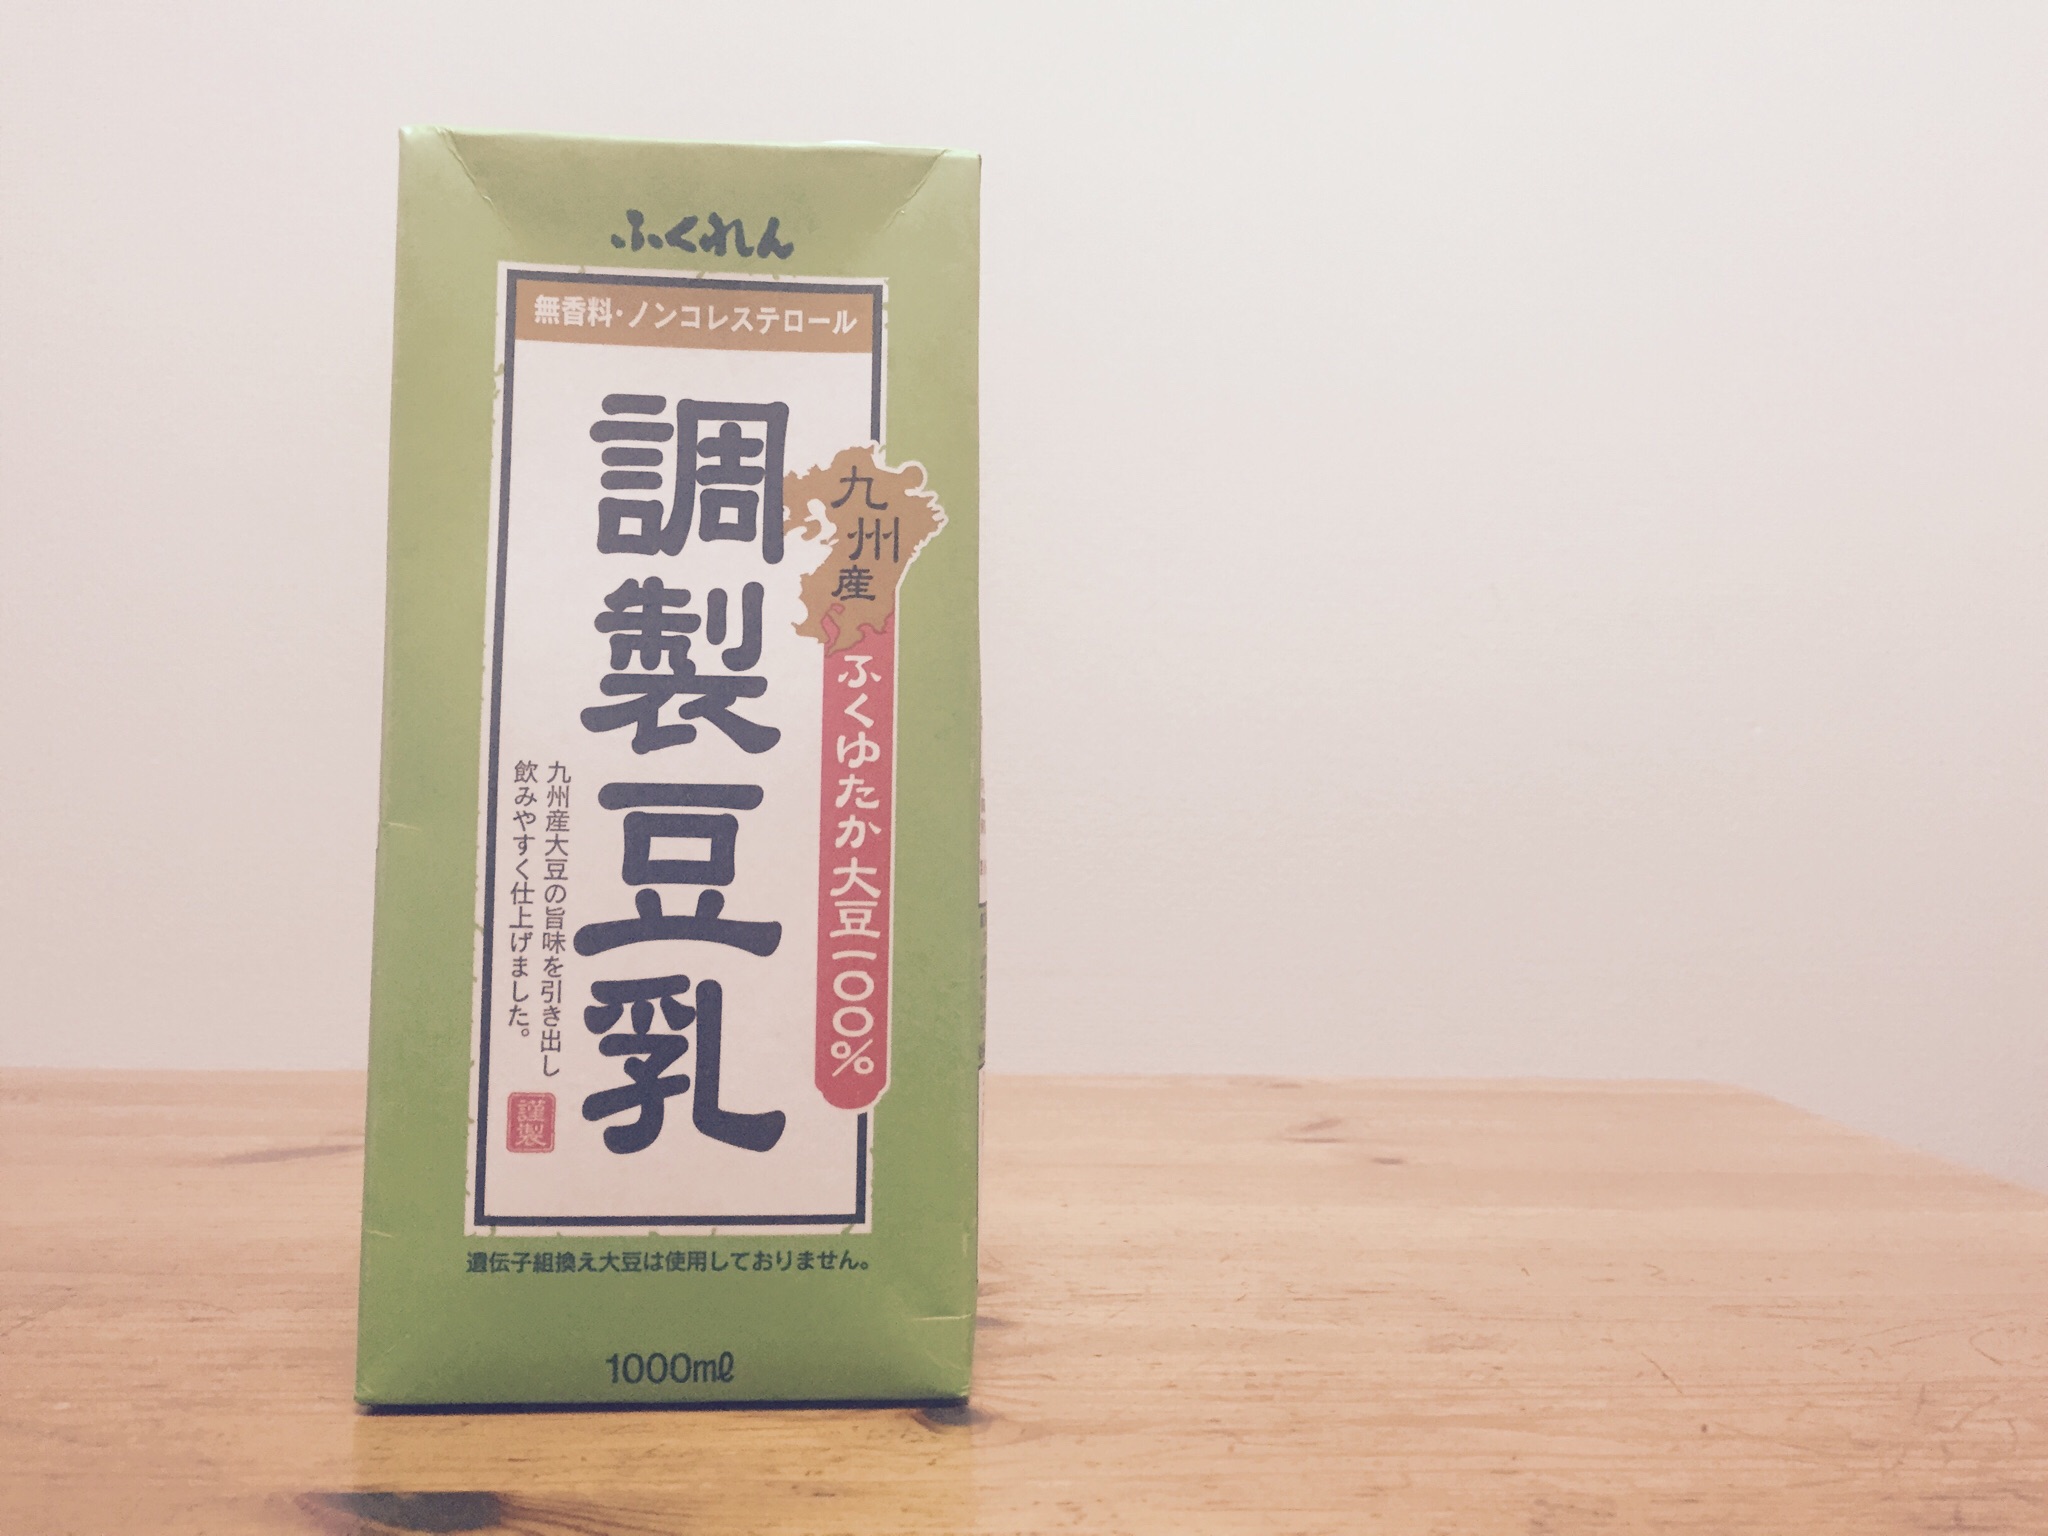 ふくれん
無香料・ノンコレステロール
調製豆乳
九州産
ふくゆたか大豆一〇〇%
九州産大豆の旨味を引き出し
飲みやすく仕上げました。
謹製
遺伝子組換え大豆は使用しておりません。
1000mℓ